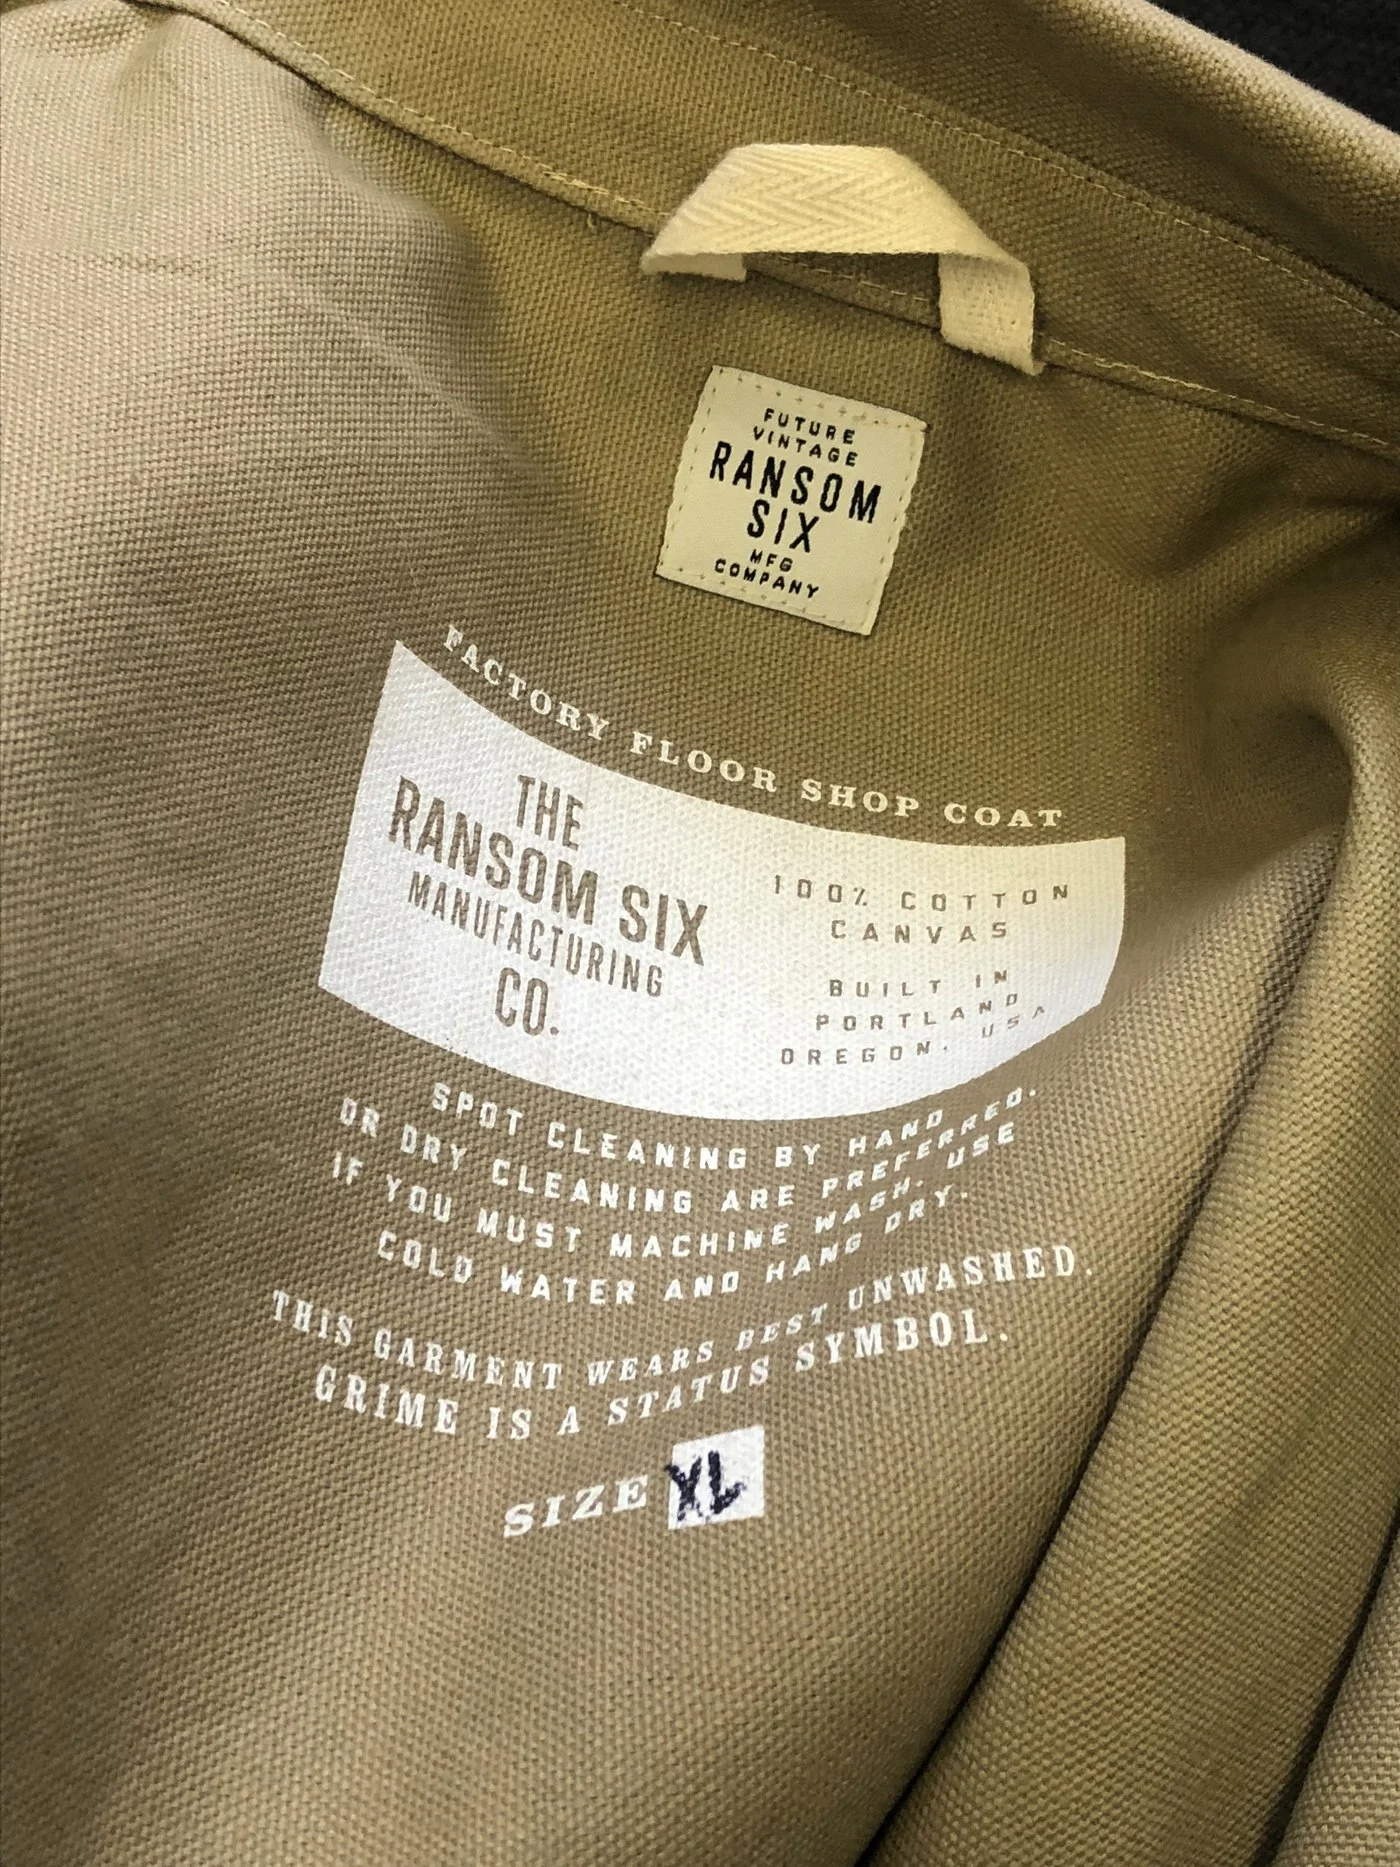 FUTURE
VINTAGE
RANSOM
SIX
MFG
COMPANY
FACTORY FLOOR SHOP COAT
THE
RANSOM SIX
MANUFACTURING
CO.
100% COTTON
CANVAS
BUILT IN
PORTLAND
OREGON. USA
SPOT CLEANING BY HAND
OR DRY CLEANING ARE PREFERRED.
IF YOU MUST MACHINE WASH. USE
COLD WATER AND HANG DRY.
THIS GARMENT WEARS BEST UNWASHED.
GRIME IS A STATUS SYMBOL.
SIZE XL